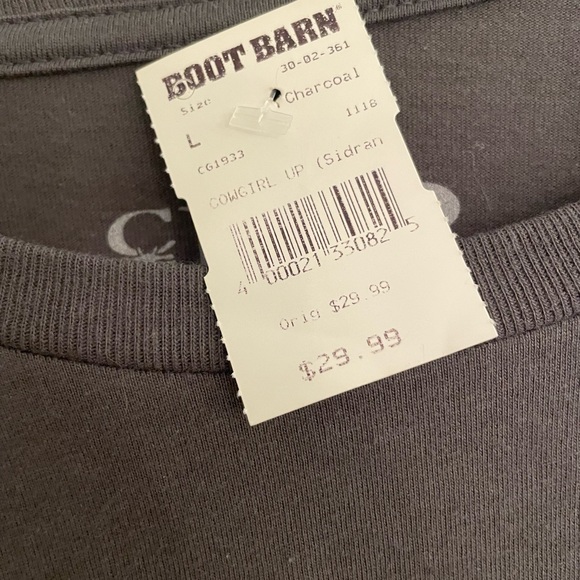 BOOT BARN
30-02-361
Size
Charcoal
L
1118
CG1933
COWGIRL UP (Sidran
4 00021 33082 5
Orig $29.99
$29.99